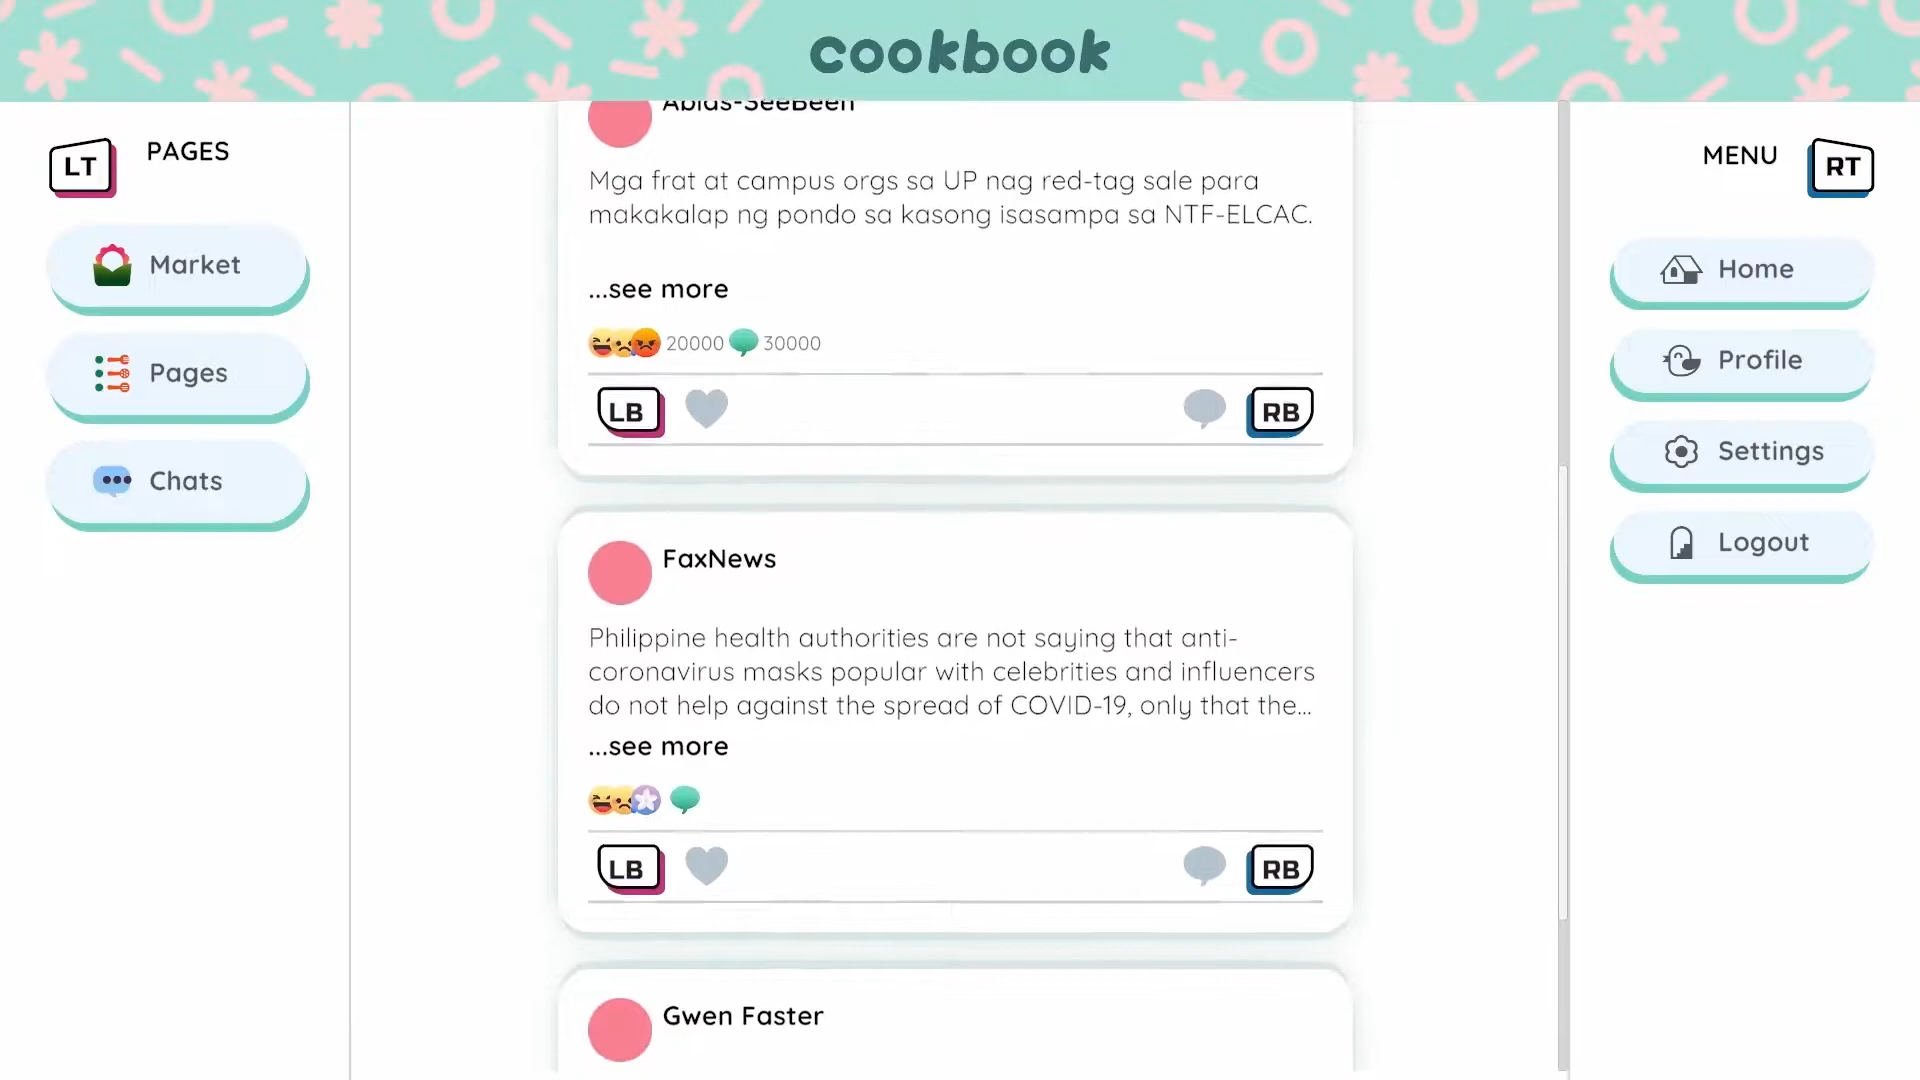 cookbook
LT PAGES
Market
Pages
Chats
Abias-SeeBeen
Mga frat at campus orgs sa UP nag red-tag sale para
makakalap ng pondo sa kasong isasampa sa NTF-ELCAC.
...see more
20000 30000
LB RB
FaxNews
Philippine health authorities are not saying that anti-
coronavirus masks popular with celebrities and influencers
do not help against the spread of COVID-19, only that the...
...see more
LB RB
Gwen Faster
MENU RT
Home
Profile
Settings
Logout